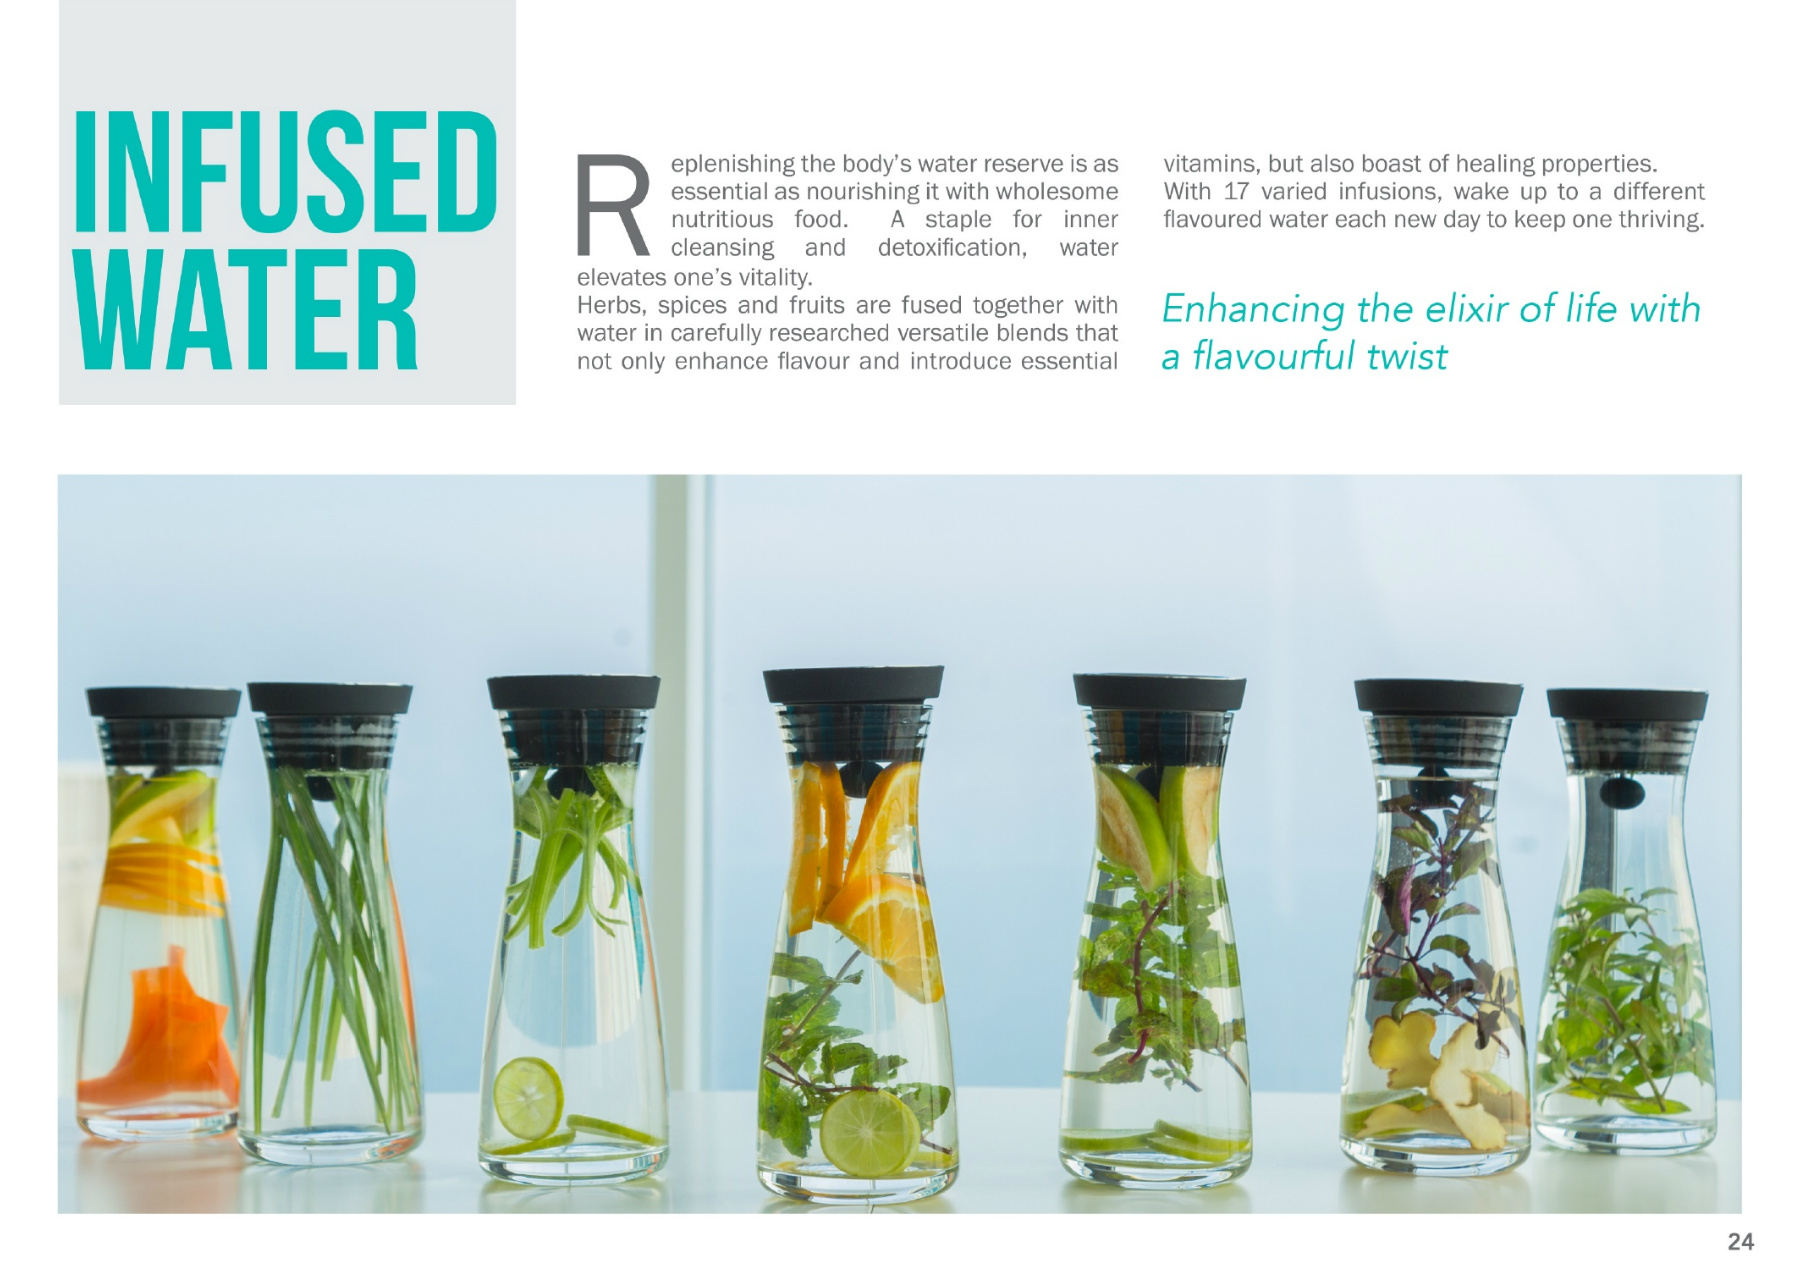 INFUSED
WATER
Replenishing the body’s water reserve is as
essential as nourishing it with wholesome
nutritious food. A staple for inner
cleansing and detoxification, water
elevates one’s vitality.
Herbs, spices and fruits are fused together with
water in carefully researched versatile blends that
not only enhance flavour and introduce essential
vitamins, but also boast of healing properties.
With 17 varied infusions, wake up to a different
flavoured water each new day to keep one thriving.
Enhancing the elixir of life with
a flavourful twist
24